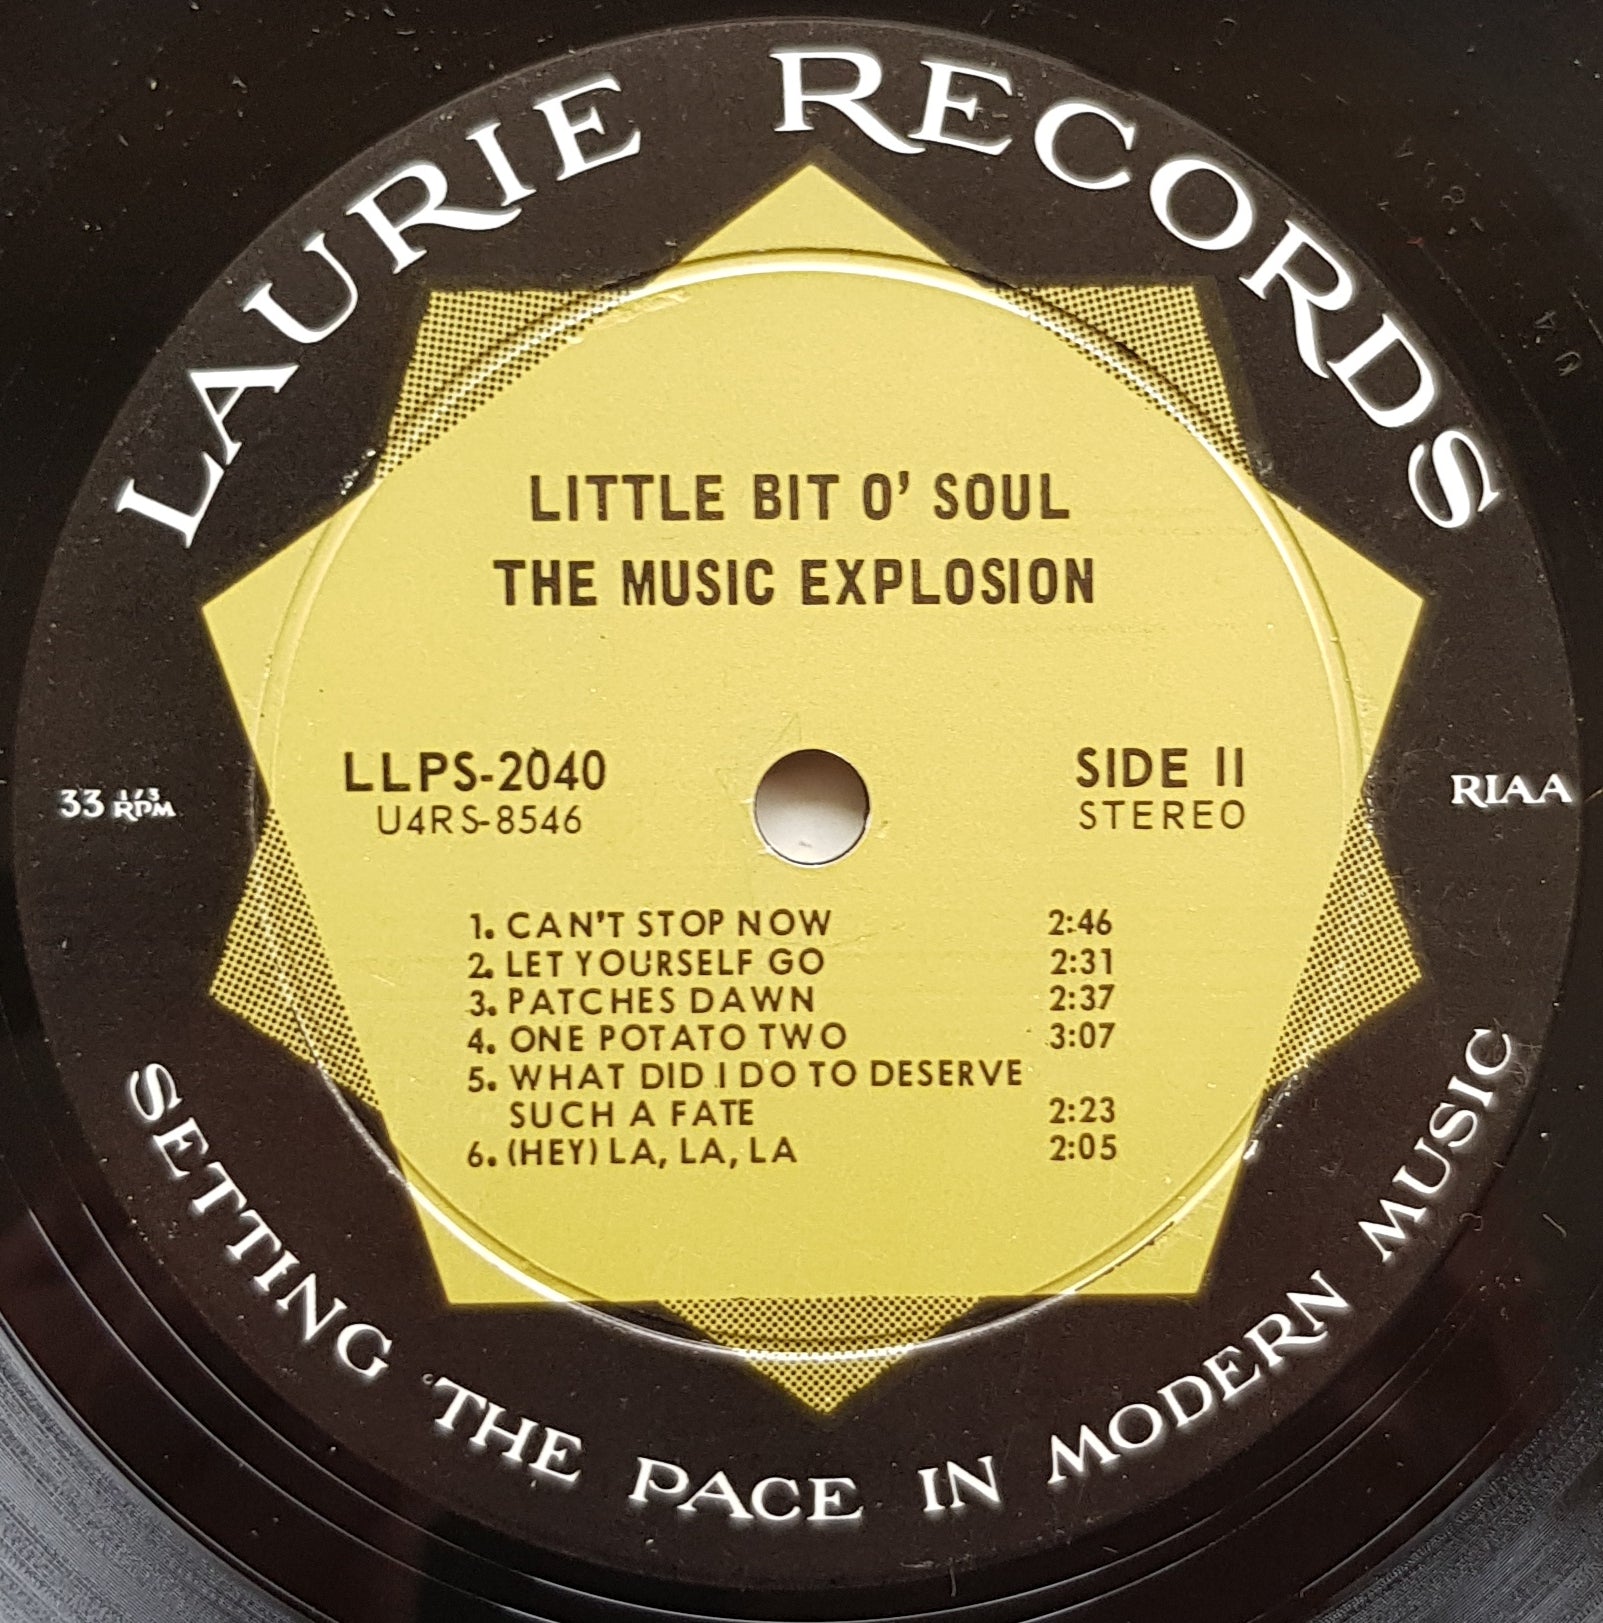 LAURIE RECORDS
LITTLE BIT O' SOUL
THE MUSIC EXPLOSION
LLPS-2040
U4RS-8546
SIDE II
STEREO
33 1/3 RPM
RIAA
1. CAN'T STOP NOW 2:46
2. LET YOURSELF GO 2:31
3. PATCHES DAWN 2:37
4. ONE POTATO TWO 3:07
5. WHAT DID I DO TO DESERVE
SUCH A FATE 2:23
6. (HEY) LA, LA, LA 2:05
SETTING THE PACE IN MODERN MUSIC